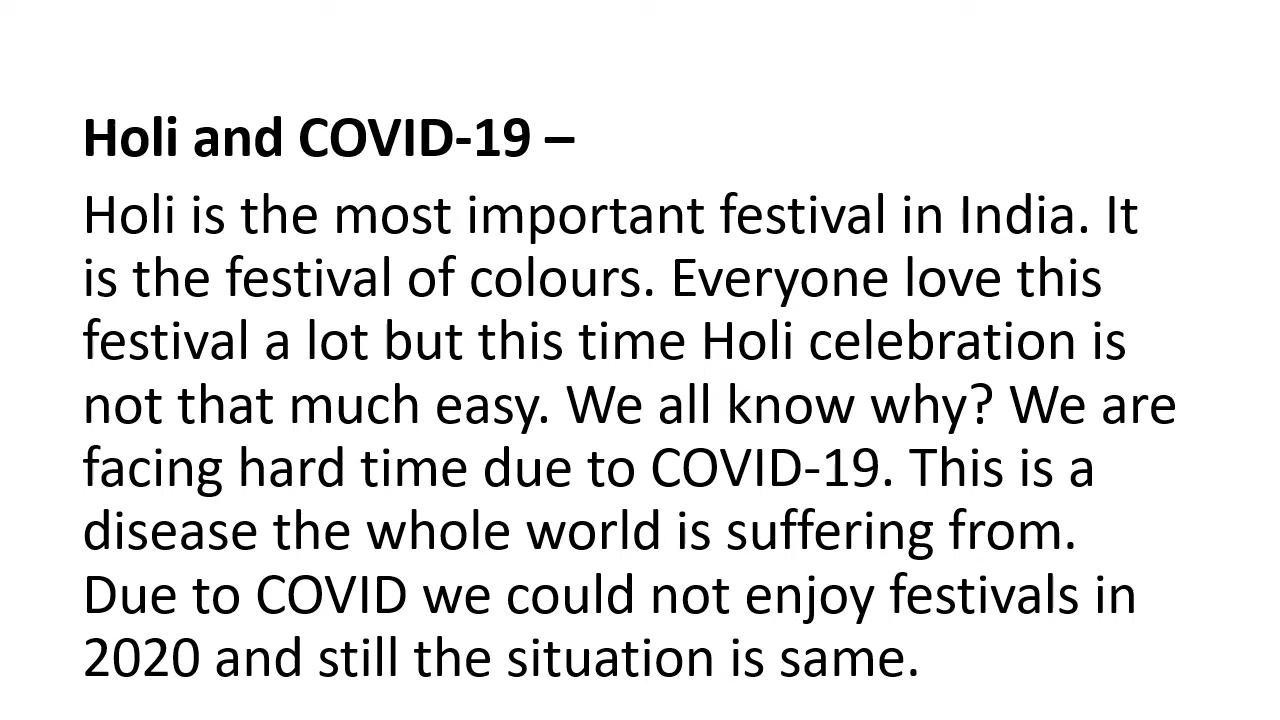 Holi and COVID-19 –
Holi is the most important festival in India. It
is the festival of colours. Everyone love this
festival a lot but this time Holi celebration is
not that much easy. We all know why? We are
facing hard time due to COVID-19. This is a
disease the whole world is suffering from.
Due to COVID we could not enjoy festivals in
2020 and still the situation is same.